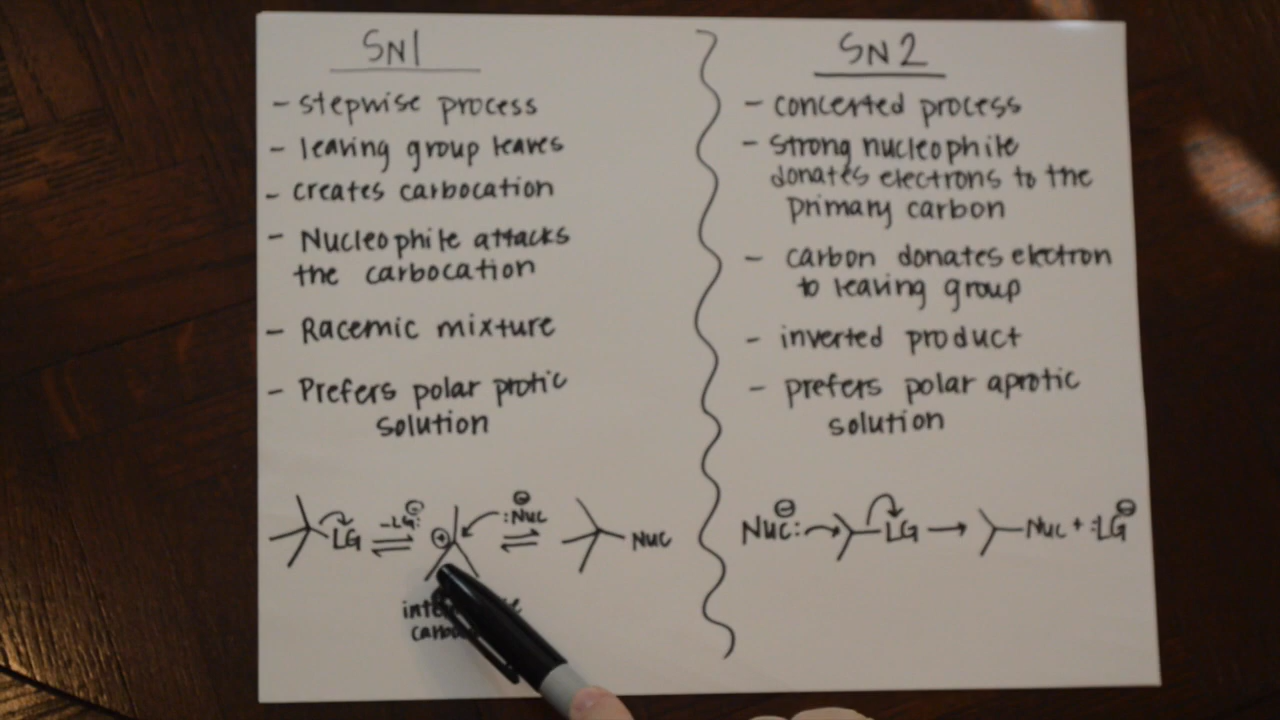 SN1
- stepwise process
- leaving group leaves
- creates carbocation
- Nucleophile attacks
the carbocation
- Racemic mixture
- Prefers polar protic
solution
LG
-LG:
⊖
⊕
:Nuc
⊖
Nuc
SN2
- concerted process
- strong nucleophile
donates electrons to the
primary carbon
- carbon donates electron
to leaving group
- inverted product
- prefers polar aprotic
solution
⊖
Nuc:
LG
Nuc + :LG
⊖